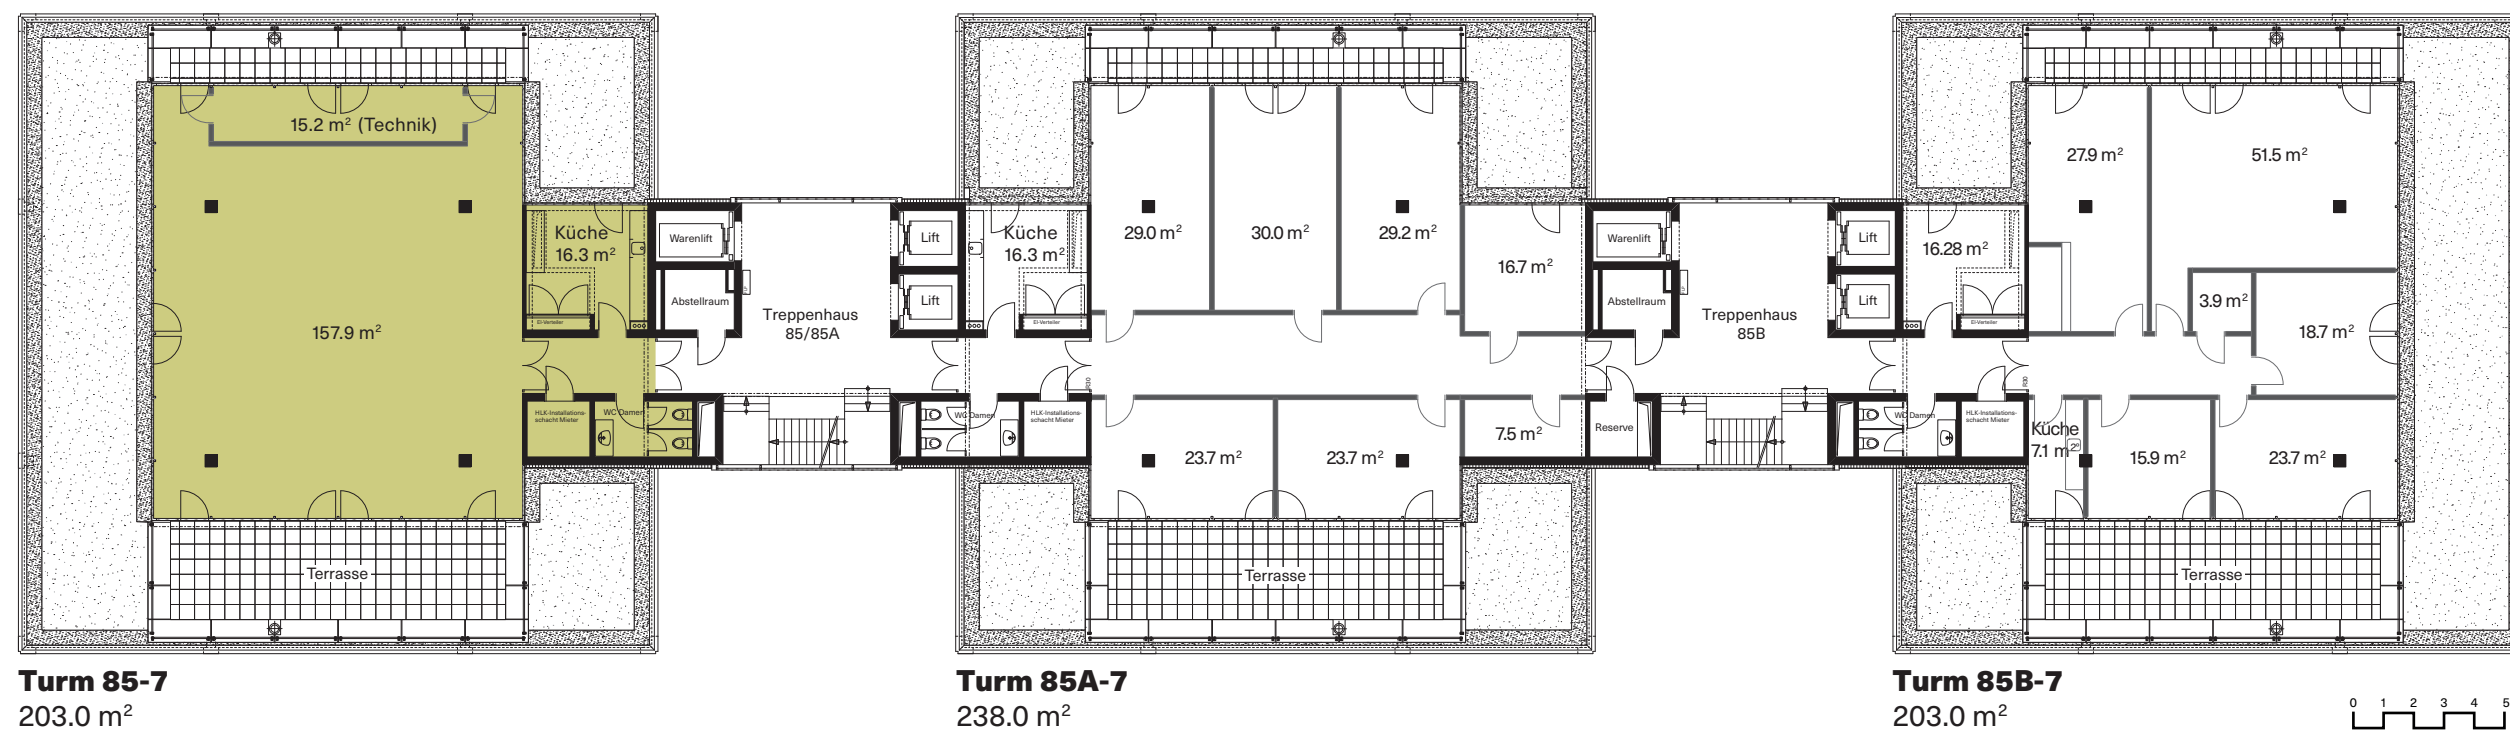 15.2 m² (Technik)
157.9 m²
Küche
16.3 m²
El-Verteiler
HLK-Installations-
schacht Mieter
WC Damen
Warenlift
Abstellraum
Treppenhaus
85/85A
Lift
Lift
Terrasse
Turm 85-7
203.0 m²
Küche
16.3 m²
El-Verteiler
WC Damen
HLK-Installations-
schacht Mieter
R30
29.0 m²
30.0 m²
29.2 m²
16.7 m²
23.7 m²
23.7 m²
7.5 m²
Terrasse
Turm 85A-7
238.0 m²
Warenlift
Abstellraum
Reserve
Treppenhaus
85B
Lift
Lift
16.28 m²
El-Verteiler
WC Damen
HLK-Installations-
schacht Mieter
R30
27.9 m²
51.5 m²
3.9 m²
18.7 m²
Küche
7.1 m²
15.9 m²
23.7 m²
Terrasse
Turm 85B-7
203.0 m²
0 1 2 3 4 5